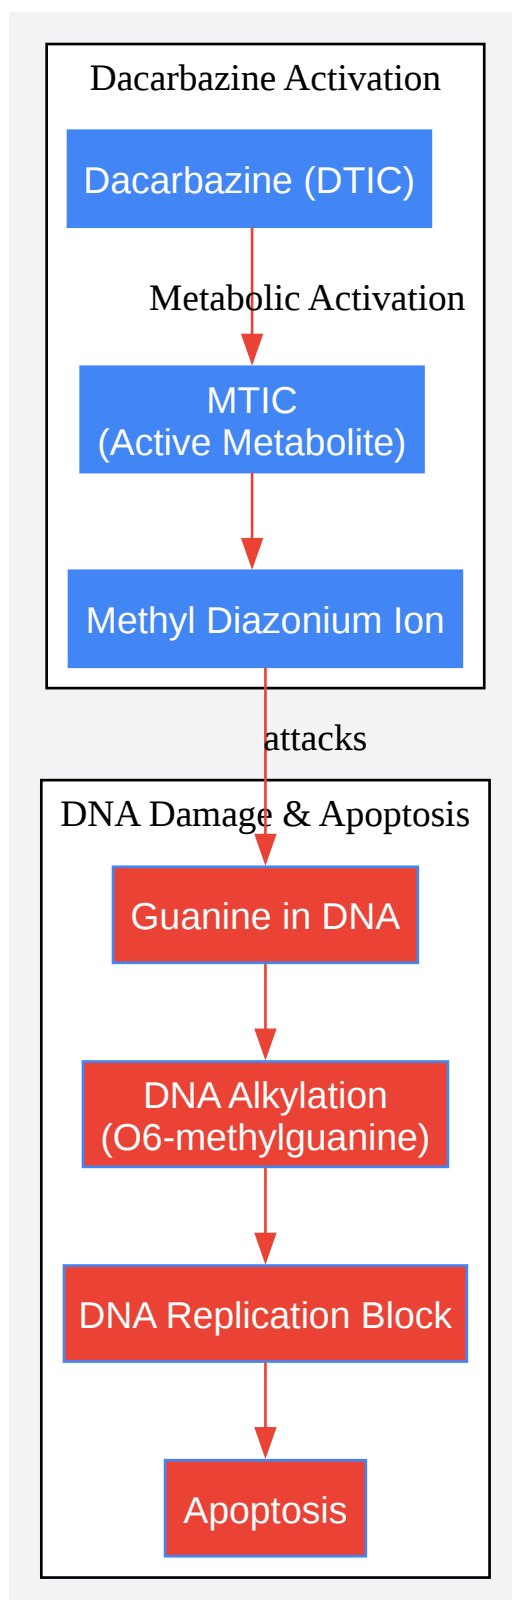 Dacarbazine Activation
Dacarbazine (DTIC)
Metabolic Activation
MTIC
(Active Metabolite)
Methyl Diazonium Ion
attacks
DNA Damage & Apoptosis
Guanine in DNA
DNA Alkylation
(O6-methylguanine)
DNA Replication Block
Apoptosis